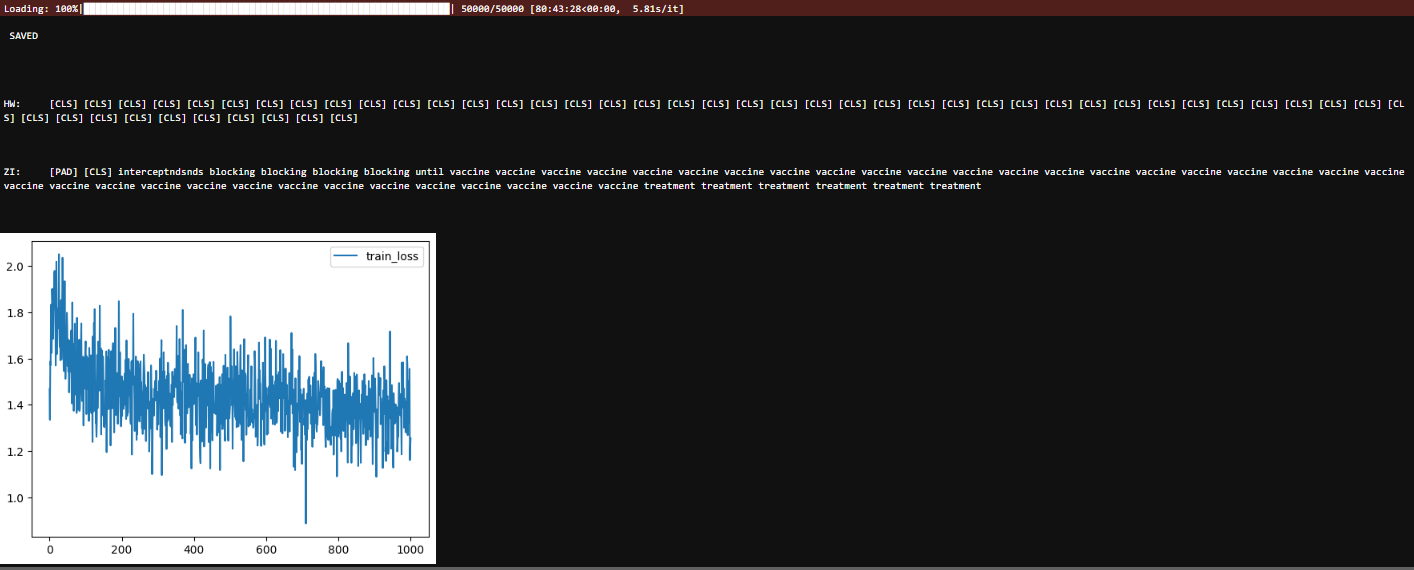 Loading: 100%| | 50000/50000 [80:43:28<00:00, 5.81s/it]
SAVED
HW: [CLS] [CLS] [CLS] [CLS] [CLS] [CLS] [CLS] [CLS] [CLS] [CLS] [CLS] [CLS] [CLS] [CLS] [CLS] [CLS] [CLS] [CLS] [CLS] [CLS] [CLS] [CLS] [CLS] [CLS] [CLS] [CLS] [CLS] [CLS] [CLS] [CLS] [CLS] [CLS] [CLS] [CLS] [CLS] [CLS] [CLS] [CLS] [CLS] [CL
S] [CLS] [CLS] [CLS] [CLS] [CLS] [CLS] [CLS] [CLS] [CLS] [CLS]
ZI: [PAD] [CLS] interceptndsnds blocking blocking blocking blocking until vaccine vaccine vaccine vaccine vaccine vaccine vaccine vaccine vaccine vaccine vaccine vaccine vaccine vaccine vaccine vaccine vaccine vaccine vaccine vaccine vaccine
vaccine vaccine vaccine vaccine vaccine vaccine vaccine vaccine vaccine vaccine vaccine vaccine vaccine vaccine treatment treatment treatment treatment treatment treatment
train_loss
2.0
1.8
1.6
1.4
1.2
1.0
0 200 400 600 800 1000